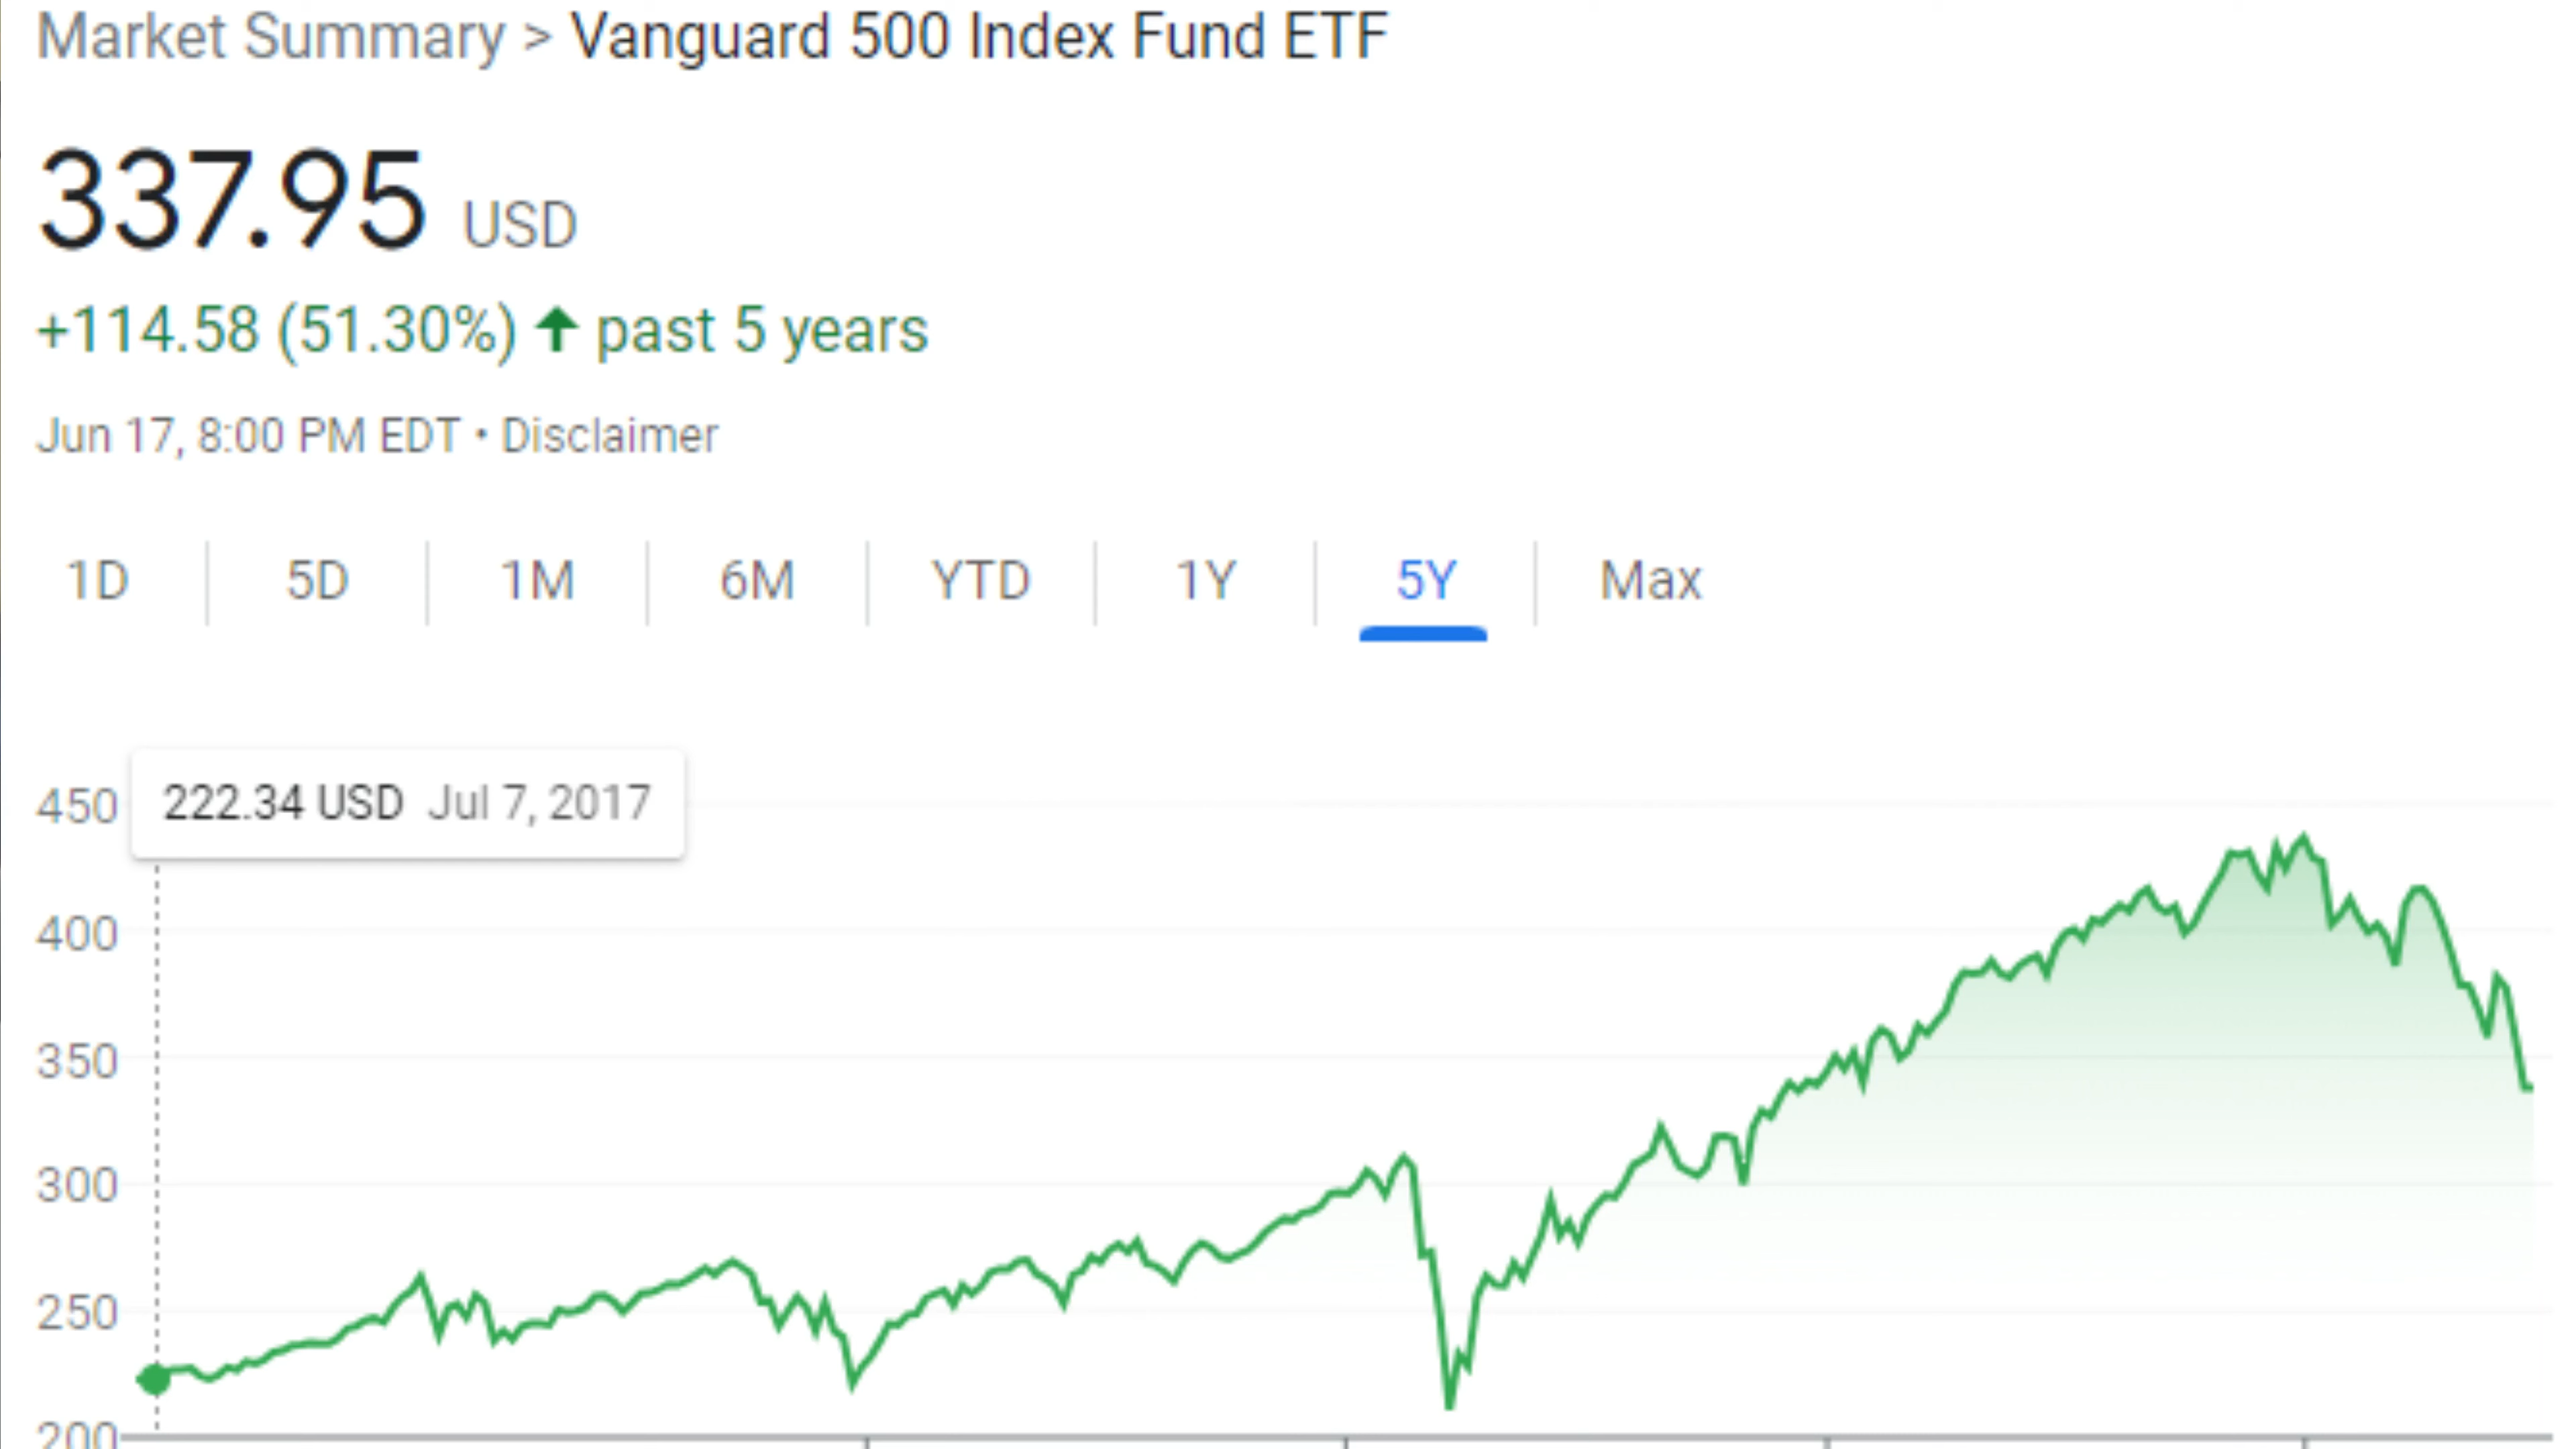 Market Summary > Vanguard 500 Index Fund ETF
337.95 USD
+114.58 (51.30%) ↑ past 5 years
Jun 17, 8:00 PM EDT • Disclaimer
1D 5D 1M 6M YTD 1Y 5Y Max
222.34 USD Jul 7, 2017
450
400
350
300
250
200